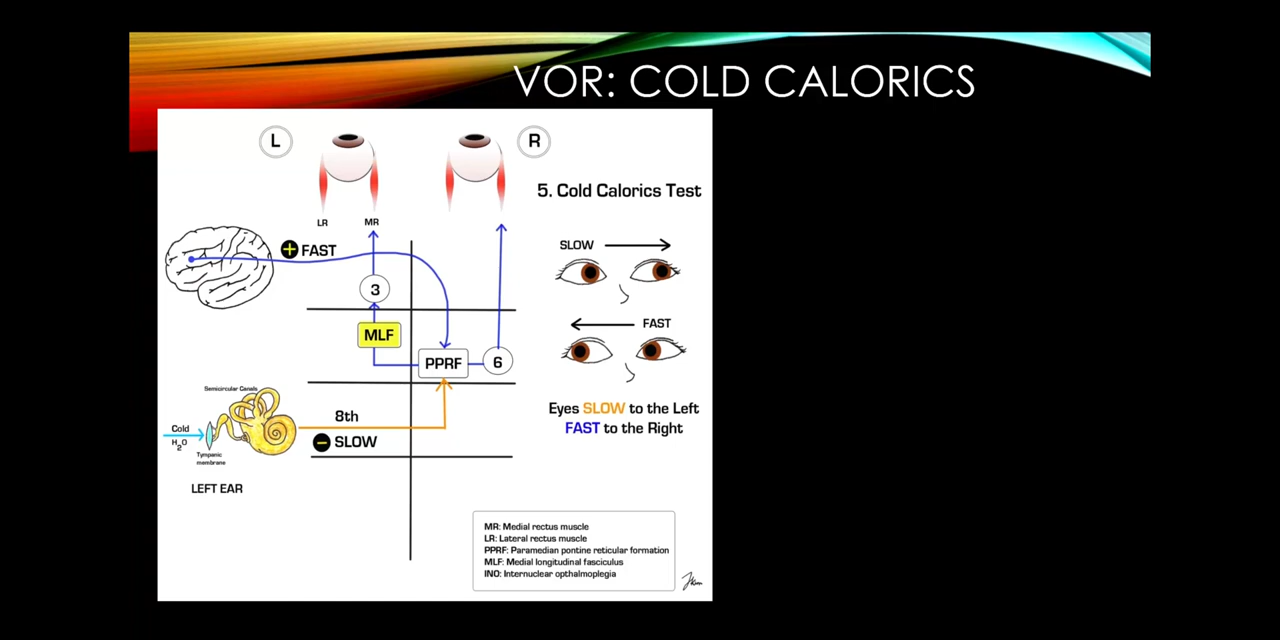 VOR: COLD CALORICS
L
R
5. Cold Calorics Test
LR
MR
SLOW
+ FAST
3
FAST
MLF
PPRF
6
Semicircular Canals
8th
Eyes SLOW to the Left
FAST to the Right
Cold
H2O
– SLOW
Tympanic
membrane
LEFT EAR
MR: Medial rectus muscle
LR: Lateral rectus muscle
PPRF: Paramedian pontine reticular formation
MLF: Medial longitudinal fasciculus
INO: Internuclear opthalmoplegia